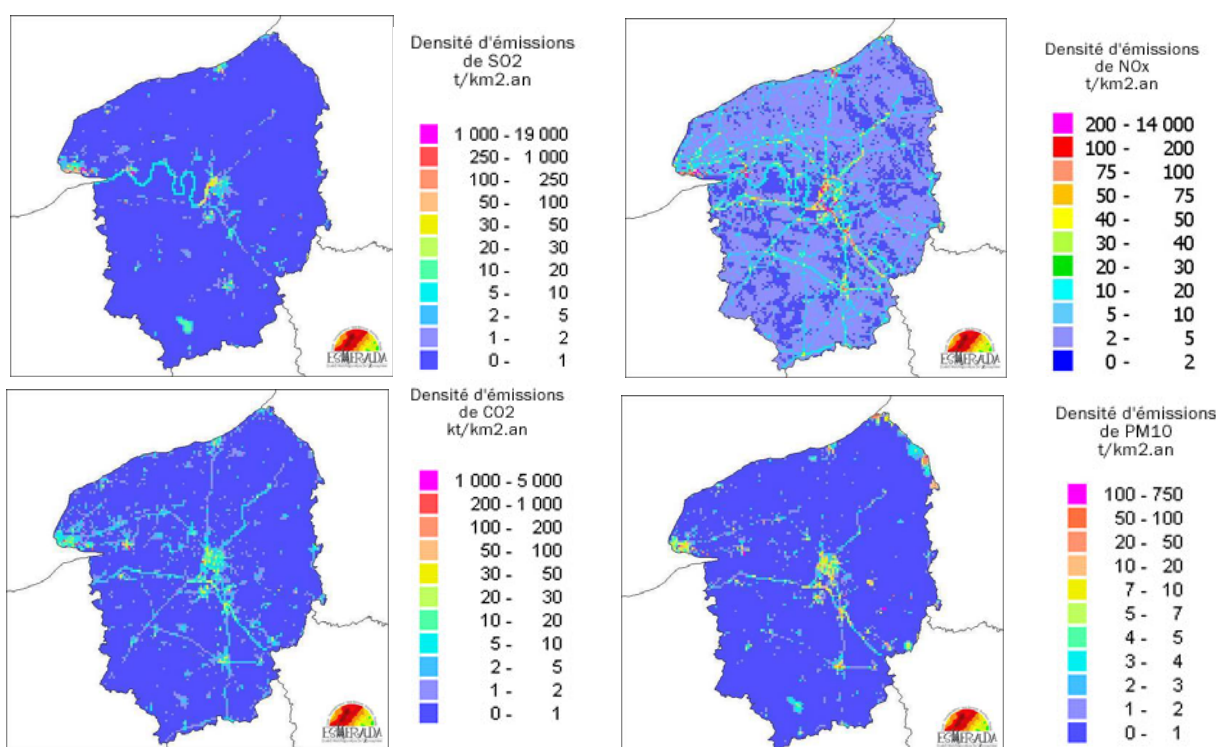 Densité d'émissions
de SO2
t/km2.an
1 000 - 19 000
250 - 1 000
100 - 250
50 - 100
30 - 50
20 - 30
10 - 20
5 - 10
2 - 5
1 - 2
0 - 1
ESMERALDA
Densité d'émissions
de NOx
t/km2.an
200 - 14 000
100 - 200
75 - 100
50 - 75
40 - 50
30 - 40
20 - 30
10 - 20
5 - 10
2 - 5
0 - 2
ESMERALDA
Densité d'émissions
de CO2
kt/km2.an
1 000 - 5 000
200 - 1 000
100 - 200
50 - 100
30 - 50
20 - 30
10 - 20
5 - 10
2 - 5
1 - 2
0 - 1
ESMERALDA
Densité d'émissions
de PM10
t/km2.an
100 - 750
50 - 100
20 - 50
10 - 20
7 - 10
5 - 7
4 - 5
3 - 4
2 - 3
1 - 2
0 - 1
ESMERALDA